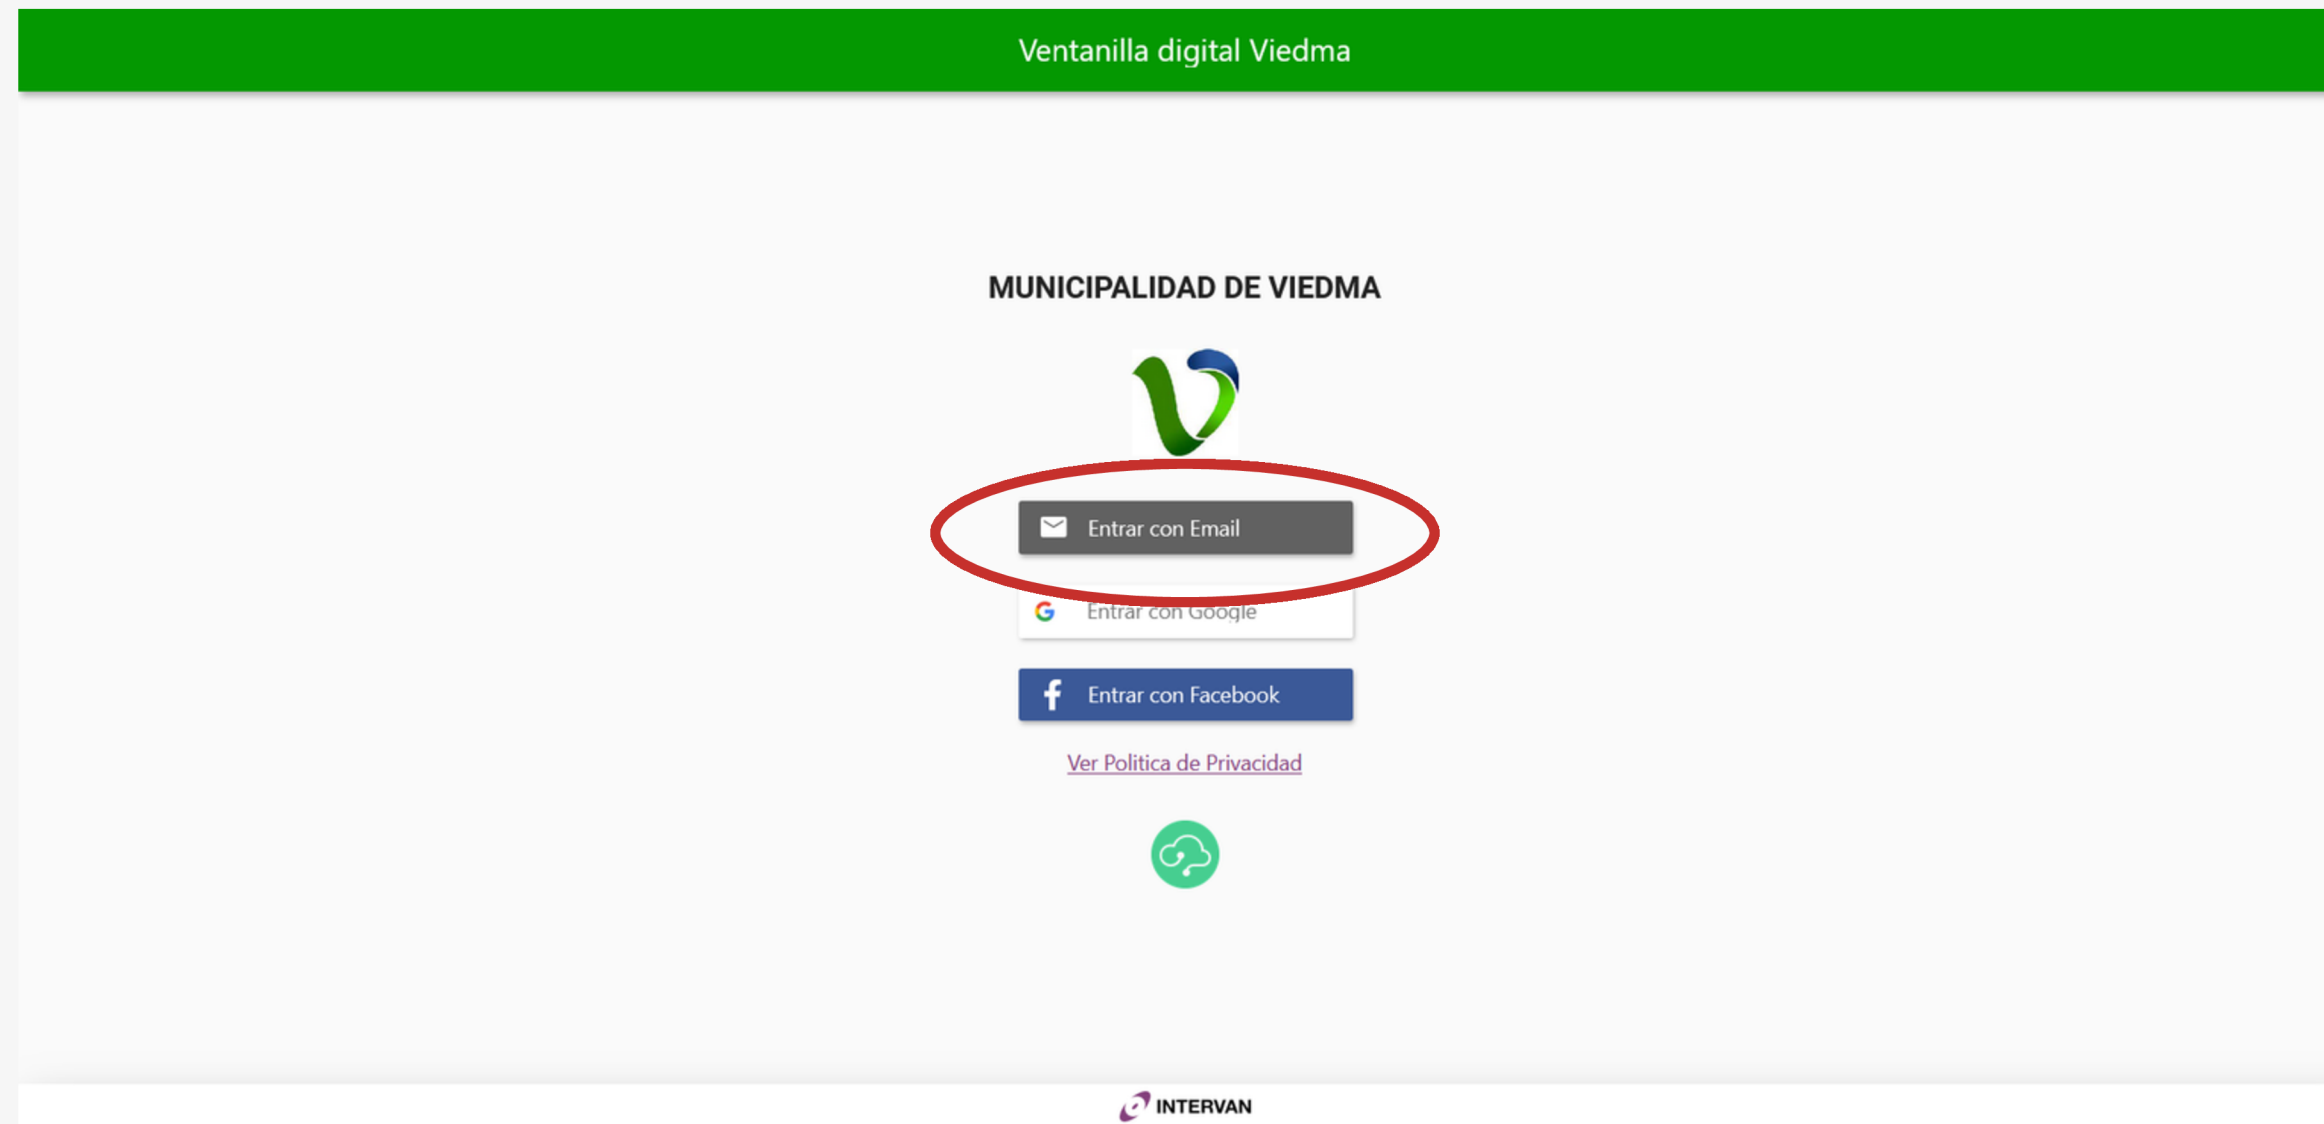 Ventanilla digital Viedma
MUNICIPALIDAD DE VIEDMA
Entrar con Email
Entrar con Google
Entrar con Facebook
Ver Politica de Privacidad
INTERVAN